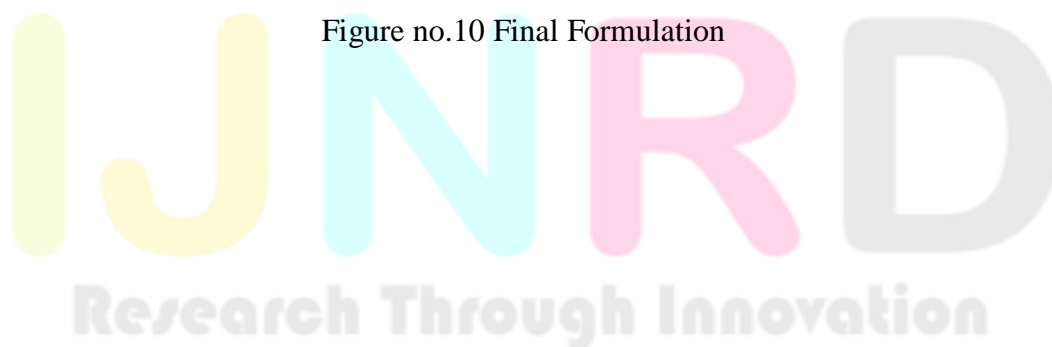 Figure no.10 Final Formulation
IJNRD
Research Through Innovation